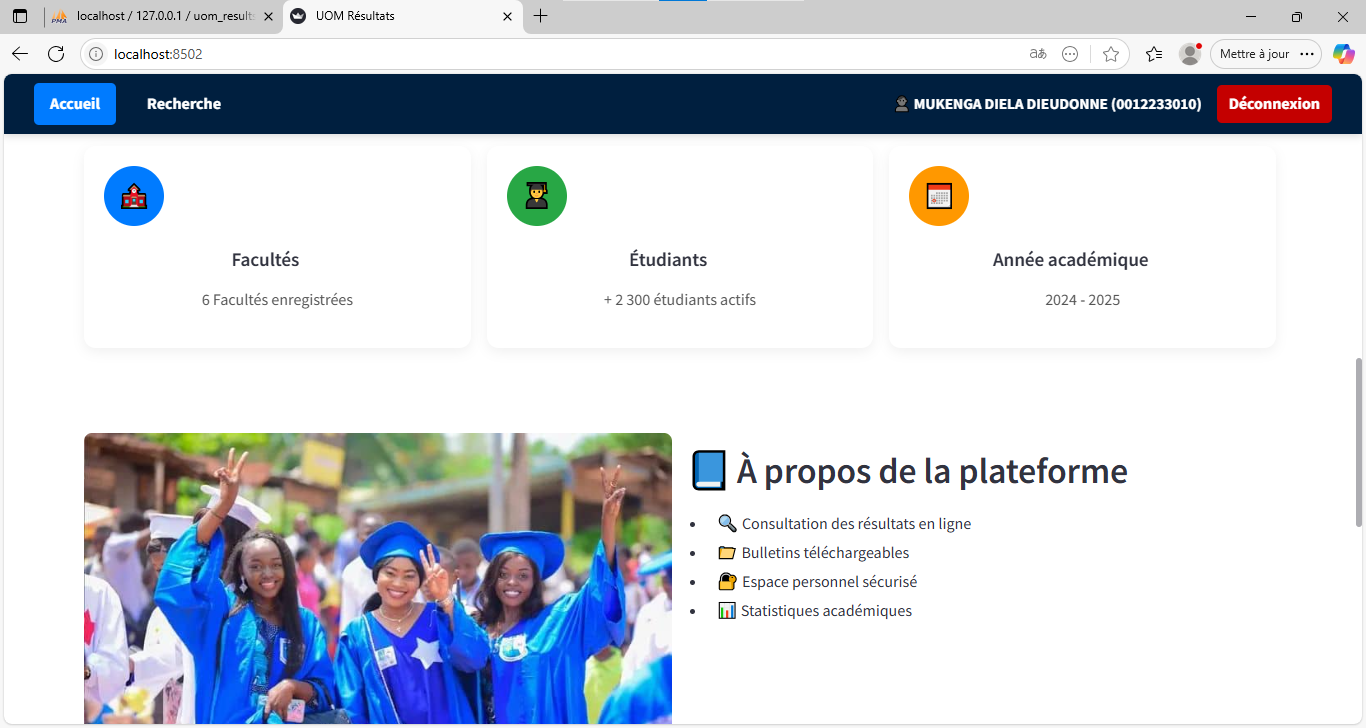 localhost / 127.0.0.1 / uom_results
UOM Résultats
localhost:8502
Mettre à jour
Accueil
Recherche
MUKENGA DIELA DIEUDONNE (0012233010)
Déconnexion
Facultés
Étudiants
Année académique
6 Facultés enregistrées
+ 2 300 étudiants actifs
2024 - 2025
À propos de la plateforme
Consultation des résultats en ligne
Bulletins téléchargeables
Espace personnel sécurisé
Statistiques académiques